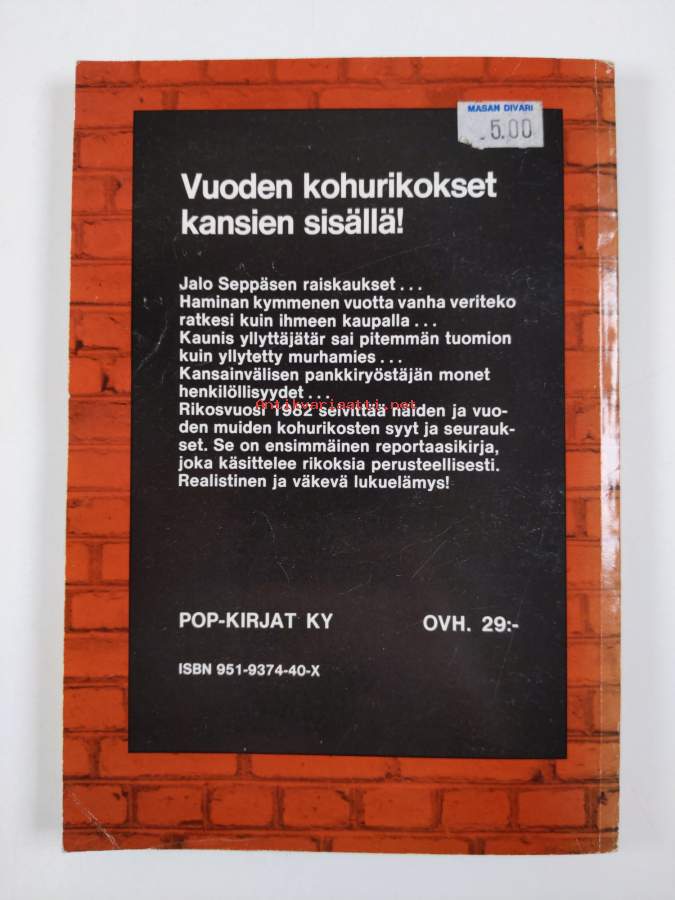 MASAN DIVARI
5.00
Vuoden kohurikokset
kansien sisällä!
Jalo Seppäsen raiskaukset...
Haminan kymmenen vuotta vanha veriteko
ratkesi kuin ihmeen kaupalla...
Kaunis yllyttäjätär sai pitemmän tuomion
kuin yllytetty murhamies...
Kansainvälisen pankkiryöstäjän monet
henkilöllisyydet...
Antikvariaatti.net
Rikosvuosi 1982 selvittää näiden ja vuo-
den muiden kohurikosten syyt ja seurauk-
set. Se on ensimmäinen reportaasikirja,
joka käsittelee rikoksia perusteellisesti.
Realistinen ja väkevä lukuelämys!
POP-KIRJAT KY OVH. 29:-
ISBN 951-9374-40-X